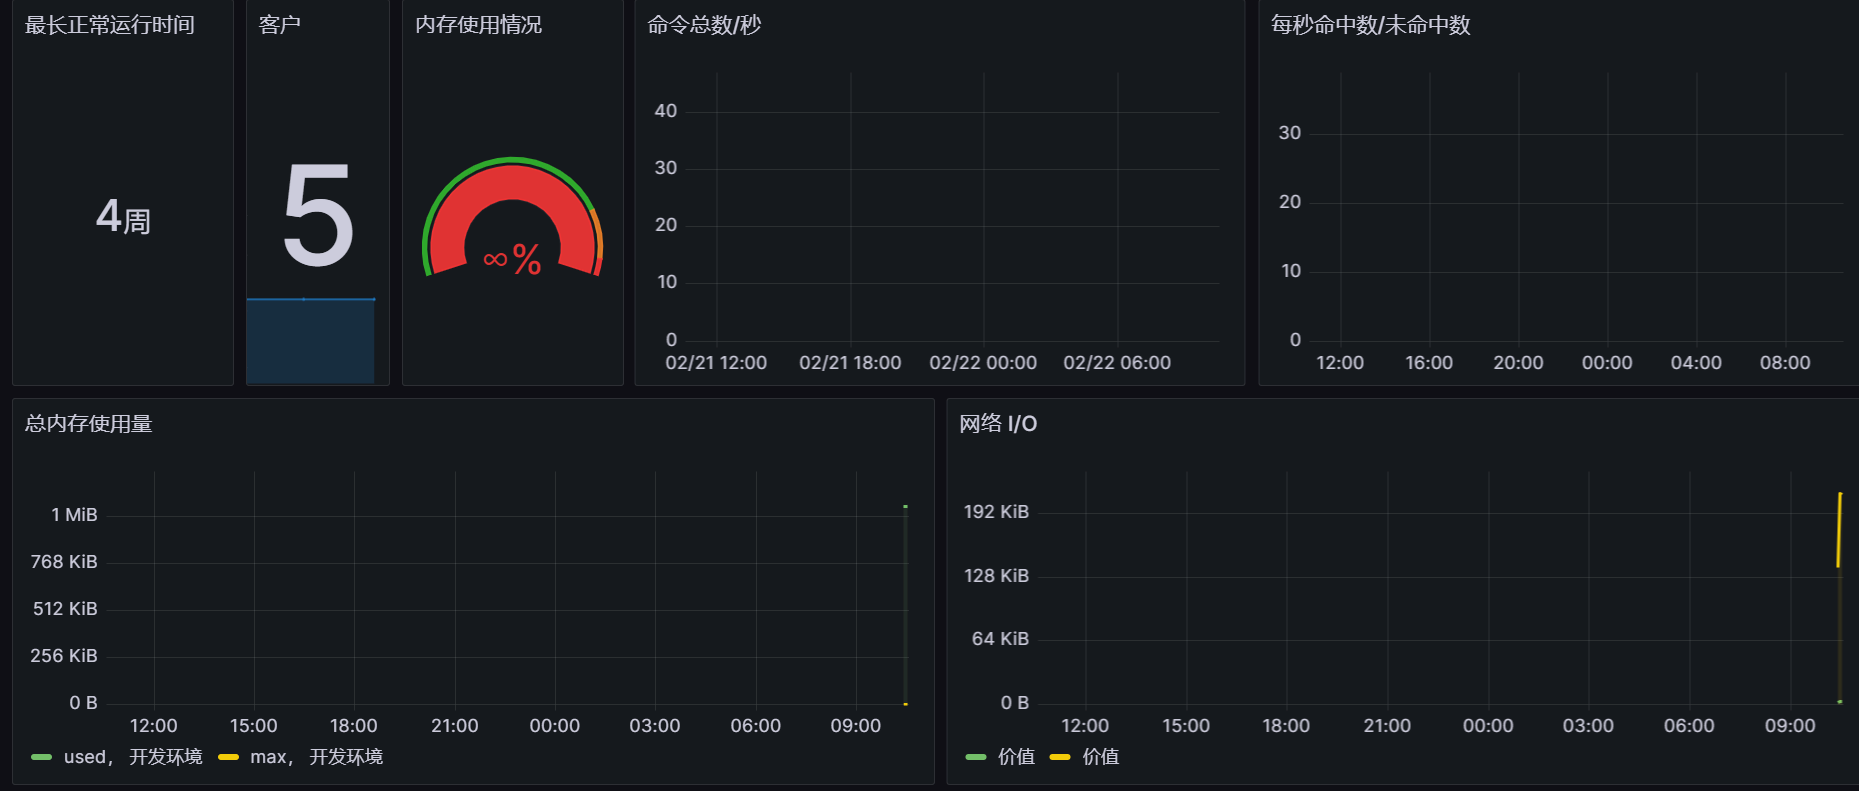 最长正常运行时间
4周
客户
5
内存使用情况
∞%
命令总数/秒
40
30
20
10
0
02/21 12:00 02/21 18:00 02/22 00:00 02/22 06:00
每秒命中数/未命中数
30
20
10
0
12:00 16:00 20:00 00:00 04:00 08:00
总内存使用量
1 MiB
768 KiB
512 KiB
256 KiB
0 B
12:00 15:00 18:00 21:00 00:00 03:00 06:00 09:00
used， 开发环境 max， 开发环境
网络 I/O
192 KiB
128 KiB
64 KiB
0 B
12:00 15:00 18:00 21:00 00:00 03:00 06:00 09:00
价值 价值